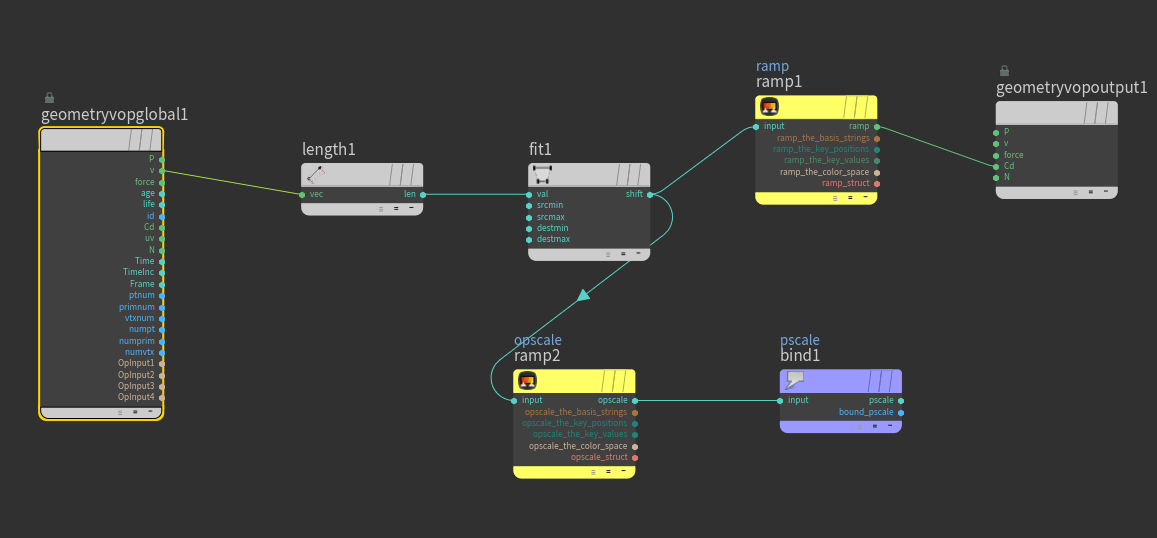 geometryvopglobal1
P
v
force
age
life
id
Cd
uv
N
Time
TimeInc
Frame
ptnum
primnum
vtxnum
numpt
numprim
numvtx
OpInput1
OpInput2
OpInput3
OpInput4
length1
vec len
fit1
val shift
srcmin
srcmax
destmin
destmax
ramp
ramp1
input ramp
ramp_the_basis_strings
ramp_the_key_positions
ramp_the_key_values
ramp_the_color_space
ramp_struct
geometryvopoutput1
P
v
force
Cd
N
opscale
ramp2
input opscale
opscale_the_basis_strings
opscale_the_key_positions
opscale_the_key_values
opscale_the_color_space
opscale_struct
pscale
bind1
input pscale
bound_pscale